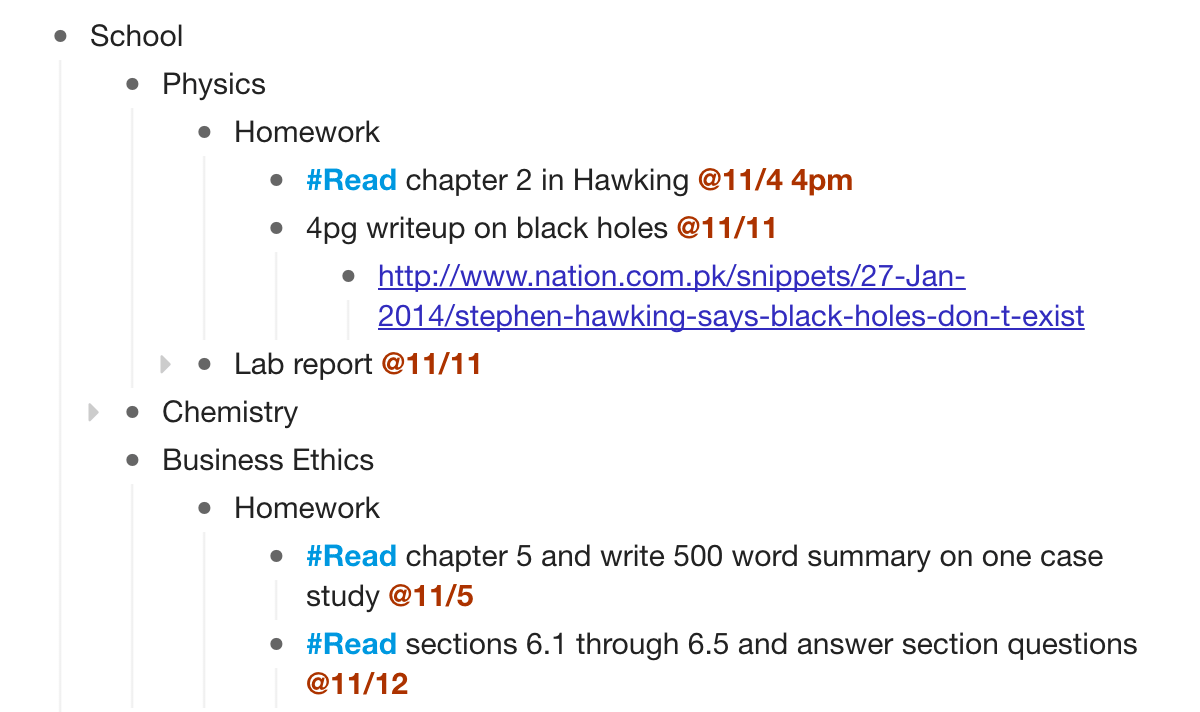 School
Physics
Homework
#Read chapter 2 in Hawking @11/4 4pm
4pg writeup on black holes @11/11
http://www.nation.com.pk/snippets/27-Jan-
2014/stephen-hawking-says-black-holes-don-t-exist
Lab report @11/11
Chemistry
Business Ethics
Homework
#Read chapter 5 and write 500 word summary on one case
study @11/5
#Read sections 6.1 through 6.5 and answer section questions
@11/12